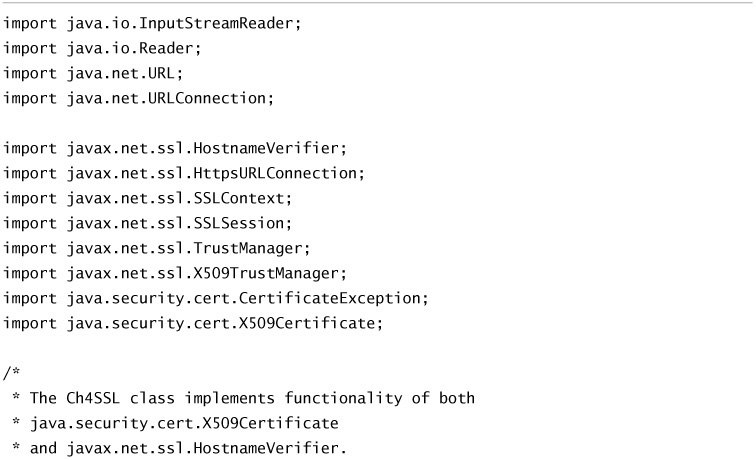 import java.io.InputStreamReader;
import java.io.Reader;
import java.net.URL;
import java.net.URLConnection;
import javax.net.ssl.HostnameVerifier;
import javax.net.ssl.HttpsURLConnection;
import javax.net.ssl.SSLContext;
import javax.net.ssl.SSLSession;
import javax.net.ssl.TrustManager;
import javax.net.ssl.X509TrustManager;
import java.security.cert.CertificateException;
import java.security.cert.X509Certificate;
/*
 * The Ch4SSL class implements functionality of both
 * java.security.cert.X509Certificate
 * and javax.net.ssl.HostnameVerifier.